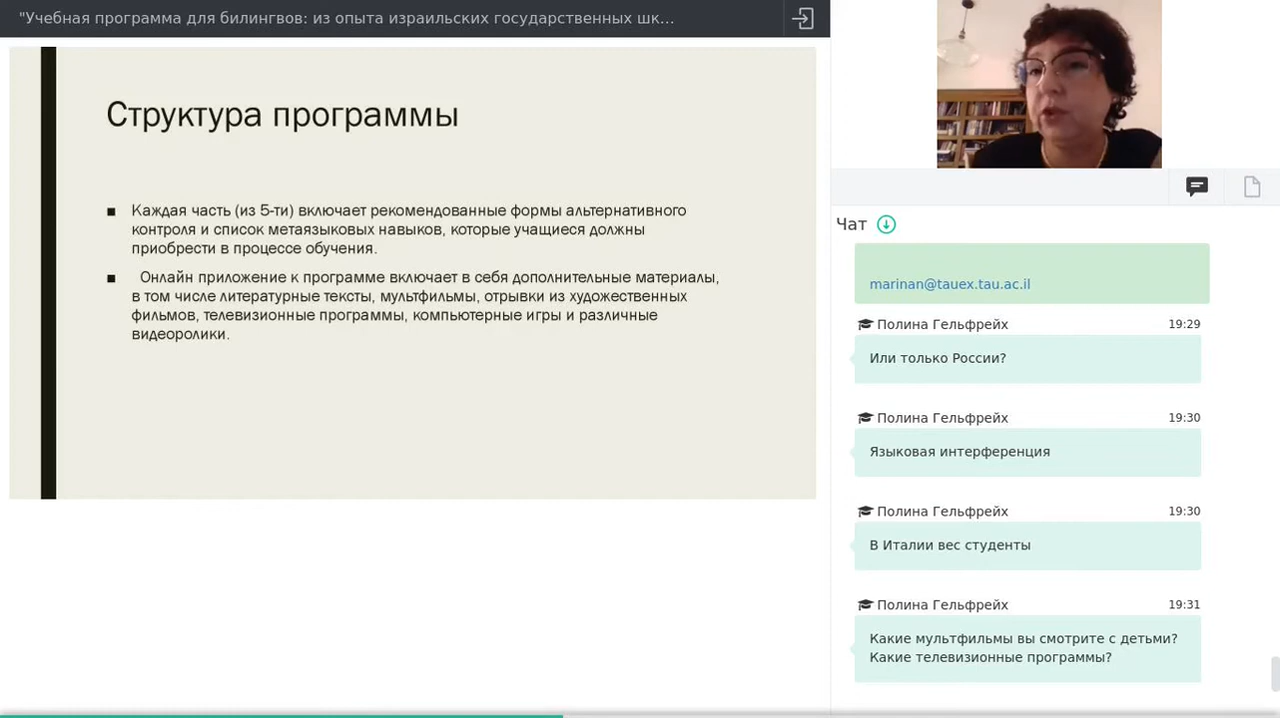 "Учебная программа для билингвов: из опыта израильских государственных шк...
Структура программы
Каждая часть (из 5-ти) включает рекомендованные формы альтернативного
контроля и список метаязыковых навыков, которые учащиеся должны
приобрести в процессе обучения.
Онлайн приложение к программе включает в себя дополнительные материалы,
в том числе литературные тексты, мультфильмы, отрывки из художественных
фильмов, телевизионные программы, компьютерные игры и различные
видеоролики.
Чат
marinan@tauex.tau.ac.il
Полина Гельфрейх 19:29
Или только России?
Полина Гельфрейх 19:30
Языковая интерференция
Полина Гельфрейх 19:30
В Италии вес студенты
Полина Гельфрейх 19:31
Какие мультфильмы вы смотрите с детьми?
Какие телевизионные программы?